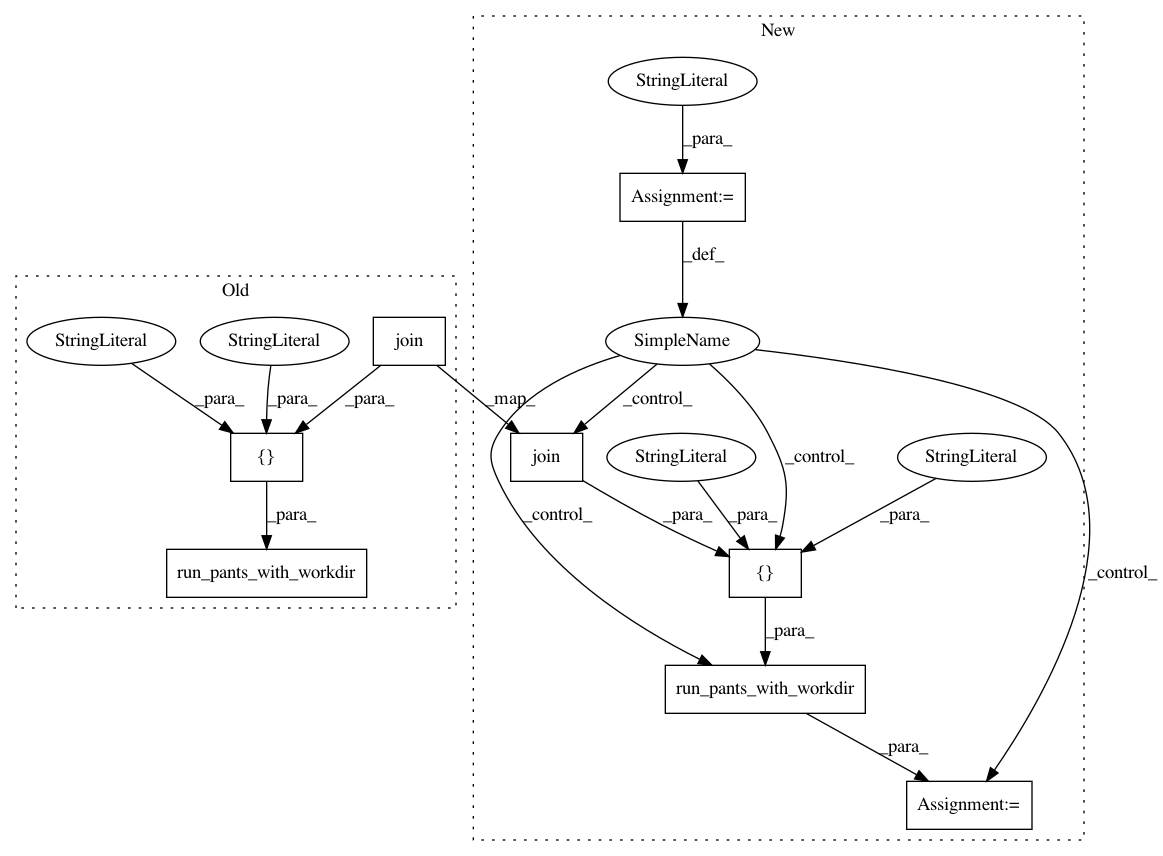 New
StringLiteral
_para_
Assignment:=
_def_
Old
StringLiteral
StringLiteral
join
SimpleName
_para_
_para_
_para_
_map_
_control_
{}
join
StringLiteral
_control_
StringLiteral
_para_
_control_
_para_
_para_
_para_
run_pants_with_workdir
{}
_control_
_para_
run_pants_with_workdir
_para_
Assignment:=